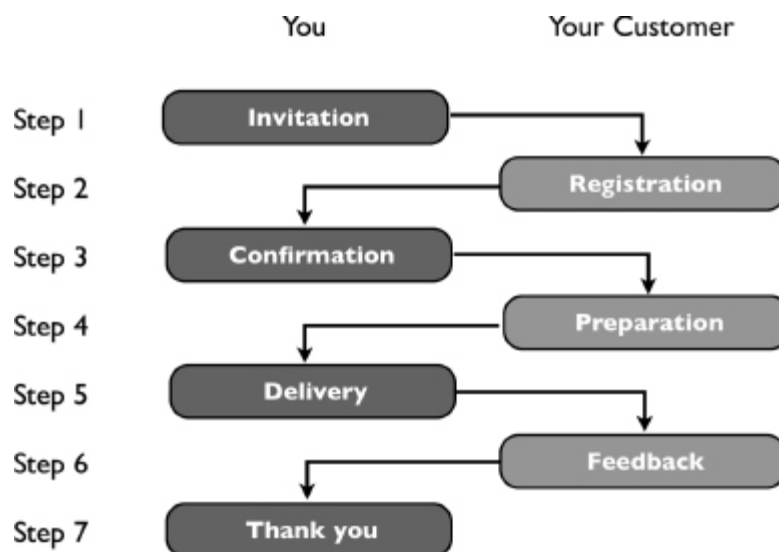 You Your Customer
Step 1 Invitation
Step 2 Registration
Step 3 Confirmation
Step 4 Preparation
Step 5 Delivery
Step 6 Feedback
Step 7 Thank you